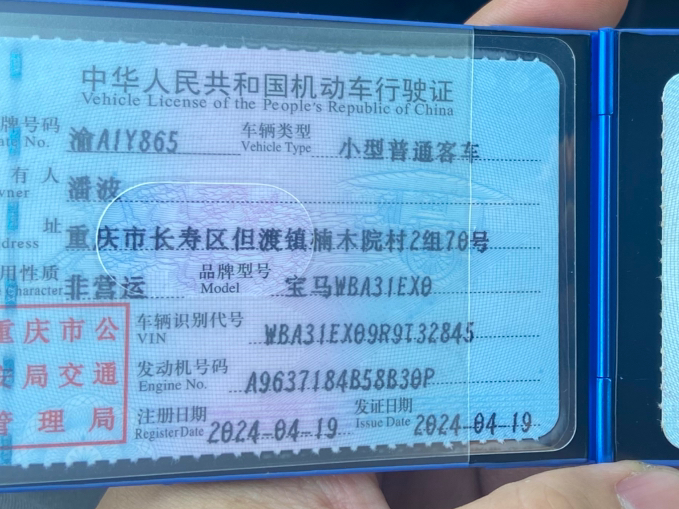 中华人民共和国机动车行驶证
Vehicle License of the People's Republic of China
牌号码 渝A1Y865 车辆类型 小型普通客车
ate No. Vehicle Type
有人 潘波
wner
址 重庆市长寿区但渡镇楠木院村2组70号
ddress
用性质 非营运 品牌型号 宝马WBA31EX0
e Character Model
重庆市公
安局交通
管理局
车辆识别代号 WBA31EX09R9T32845
VIN
发动机号码 A9637184B58B30P
Engine No.
注册日期 2024-04-19 发证日期 2024-04-19
Register Date Issue Date